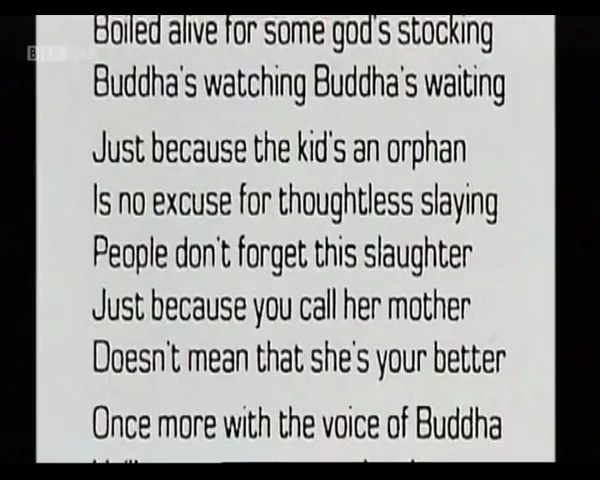 Boiled alive for some god's stocking
Buddha's watching Buddha's waiting
Just because the kid's an orphan
Is no excuse for thoughtless slaying
People don't forget this slaughter
Just because you call her mother
Doesn't mean that she's your better
Once more with the voice of Buddha